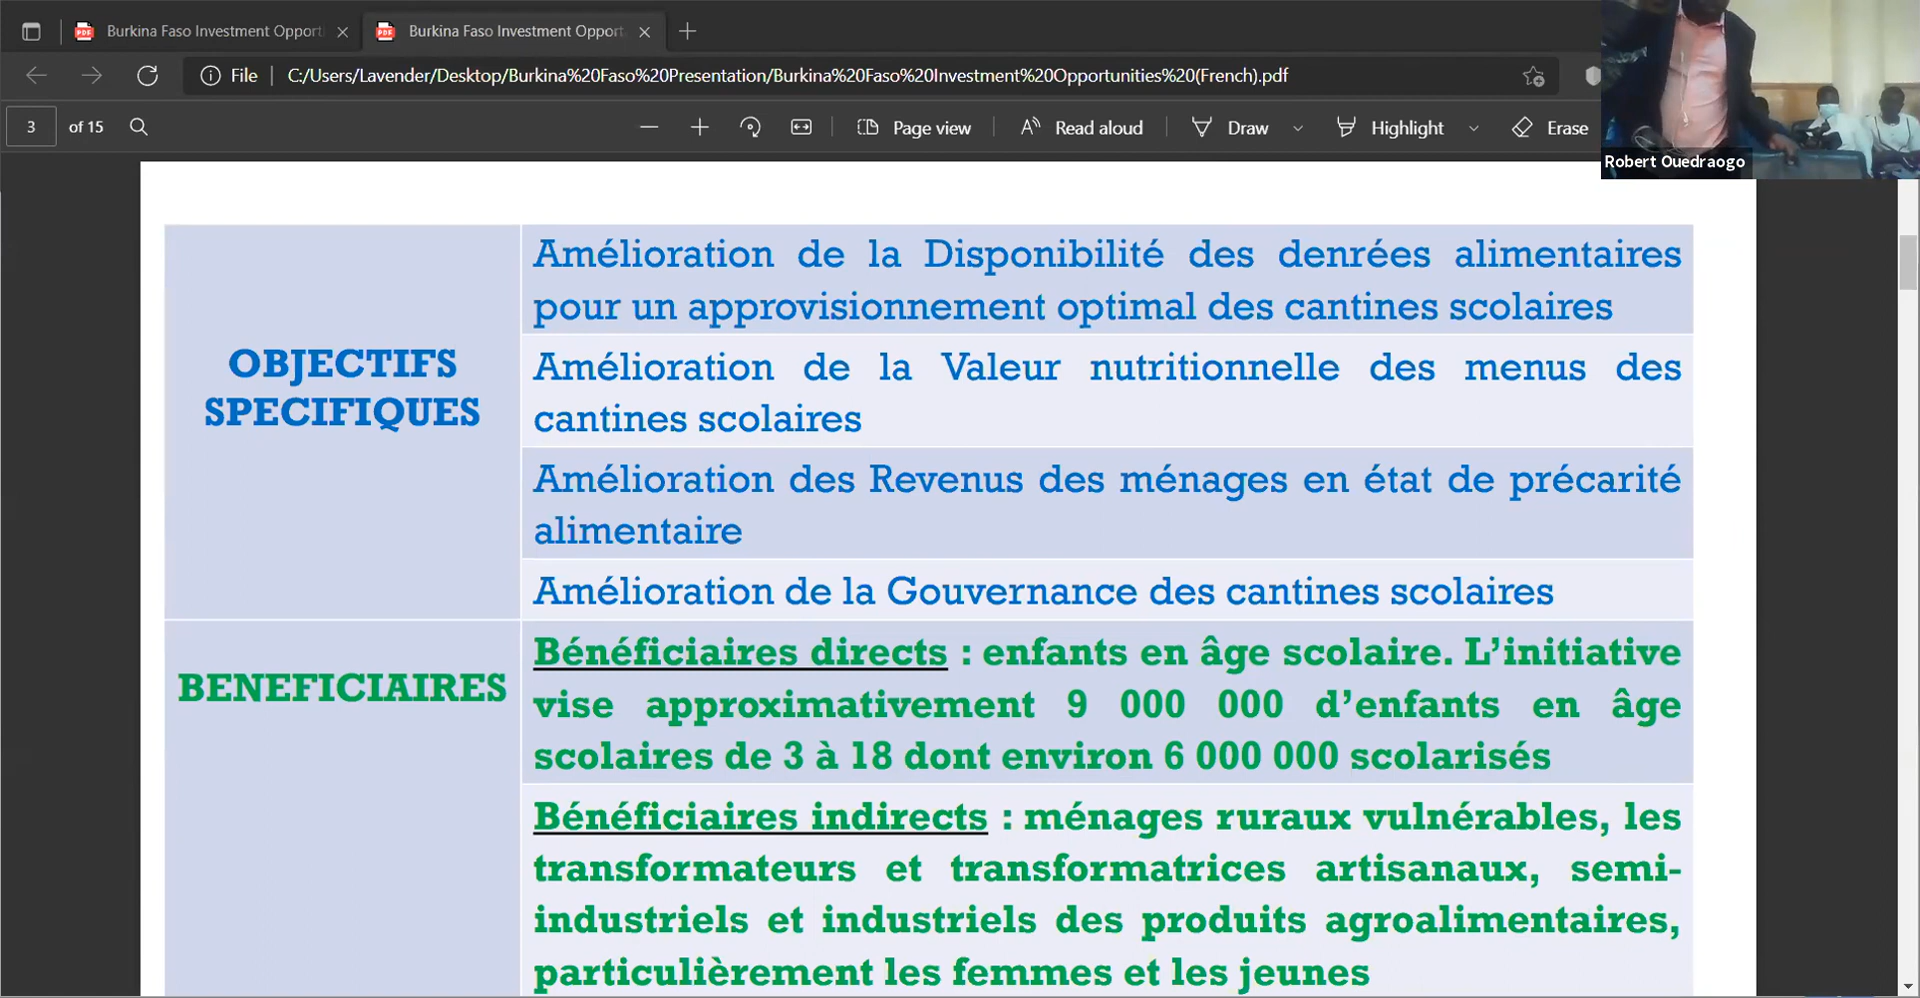 Burkina Faso Investment Opport
Burkina Faso Investment Opport
File
C:/Users/Lavender/Desktop/Burkina%20Faso%20Presentation/Burkina%20Faso%20Investment%20Opportunities%20(French).pdf
3 of 15
Page view
Read aloud
Draw
Highlight
Erase
Robert Ouedraogo
OBJECTIFS
SPECIFIQUES
Amélioration de la Disponibilité des denrées alimentaires
pour un approvisionnement optimal des cantines scolaires
Amélioration de la Valeur nutritionnelle des menus des
cantines scolaires
Amélioration des Revenus des ménages en état de précarité
alimentaire
Amélioration de la Gouvernance des cantines scolaires
BENEFICIAIRES
Bénéficiaires directs : enfants en âge scolaire. L’initiative
vise approximativement 9 000 000 d’enfants en âge
scolaires de 3 à 18 dont environ 6 000 000 scolarisés
Bénéficiaires indirects : ménages ruraux vulnérables, les
transformateurs et transformatrices artisanaux, semi-
industriels et industriels des produits agroalimentaires,
particulièrement les femmes et les jeunes